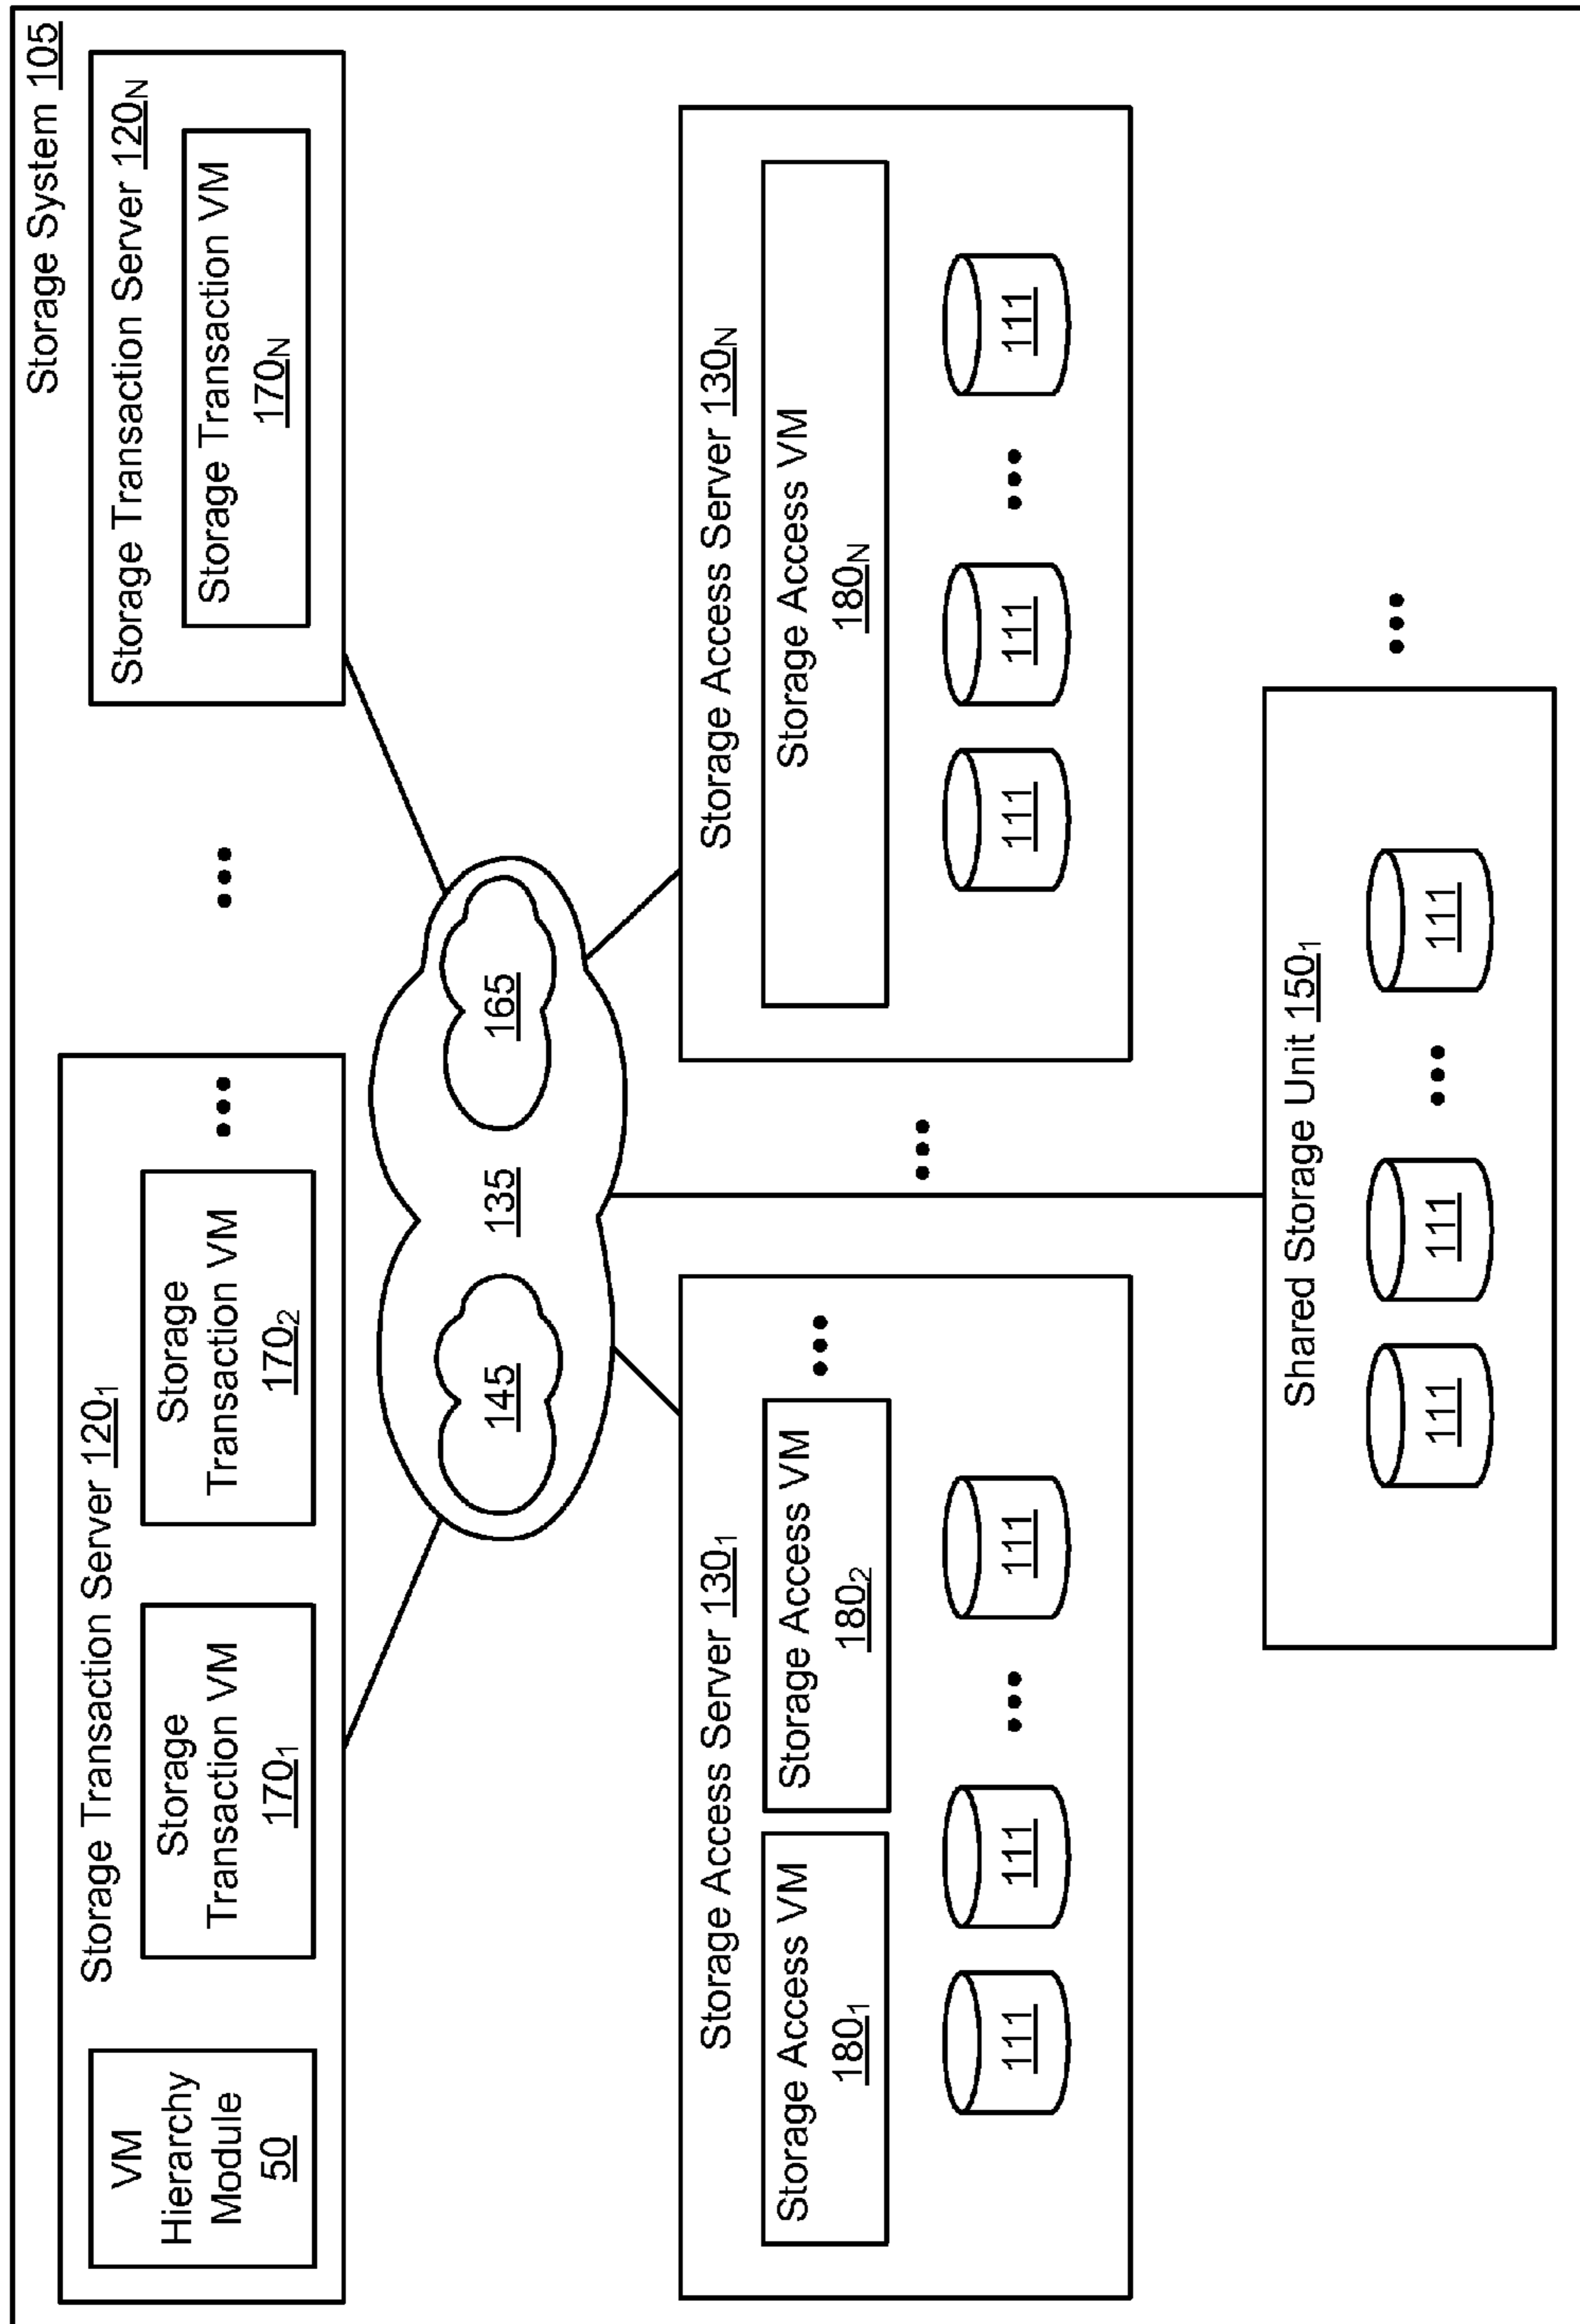 Storage System 105
Storage Transaction Server 120₁
VM
Hierarchy
Module
50
Storage
Transaction VM
170₁
Storage
Transaction VM
170₂
•••
•••
Storage Transaction Server 120N
Storage Transaction VM
170N
145
135
165
Storage Access Server 130₁
Storage Access VM
180₁
Storage Access VM
180₂
•••
111
111
•••
111
•••
Storage Access Server 130N
Storage Access VM
180N
111
111
•••
111
Shared Storage Unit 150₁
111
111
•••
111
•••